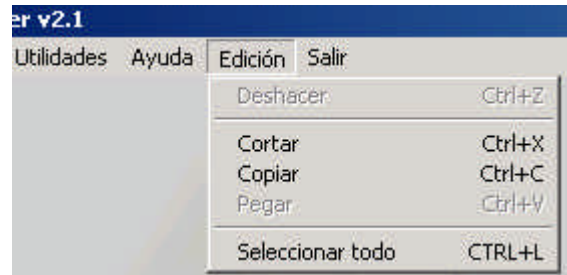 er v2.1
Utilidades Ayuda Edición Salir
Deshacer Ctrl+Z
Cortar Ctrl+X
Copiar Ctrl+C
Pegar Ctrl+V
Seleccionar todo CTRL+L